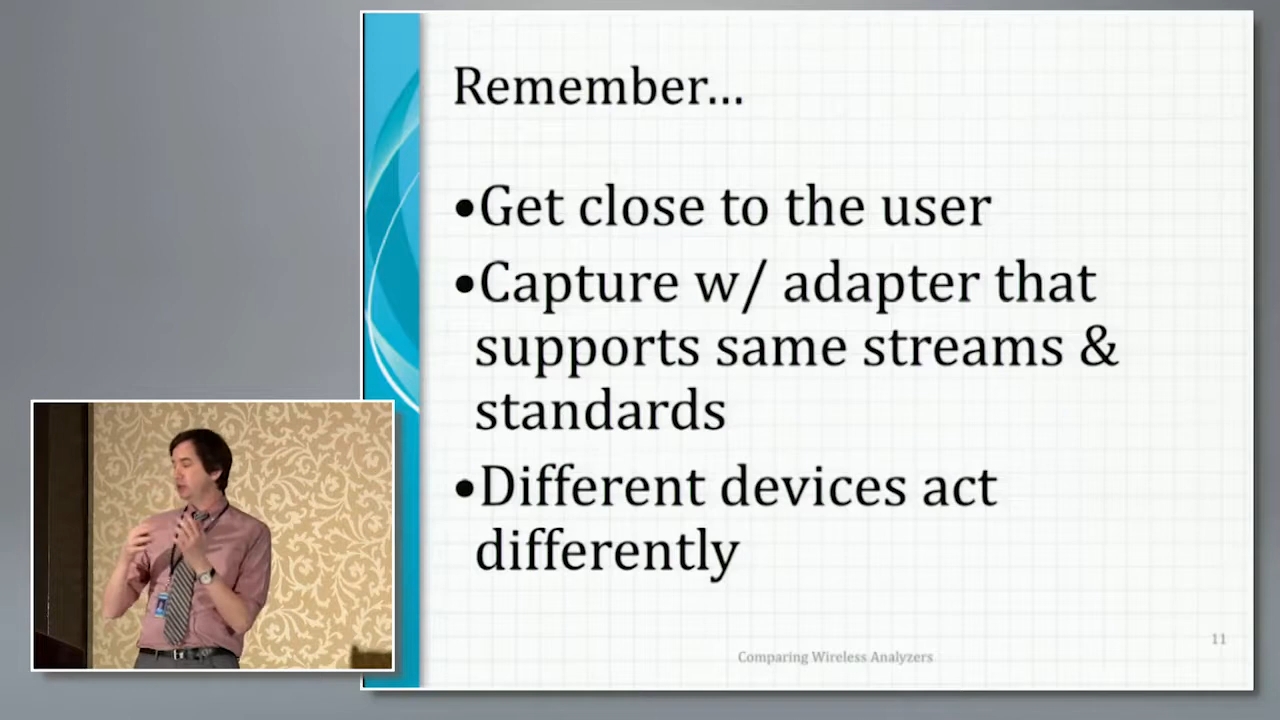 Remember...
•Get close to the user
•Capture w/ adapter that
supports same streams &
standards
•Different devices act
differently
11
Comparing Wireless Analyzers